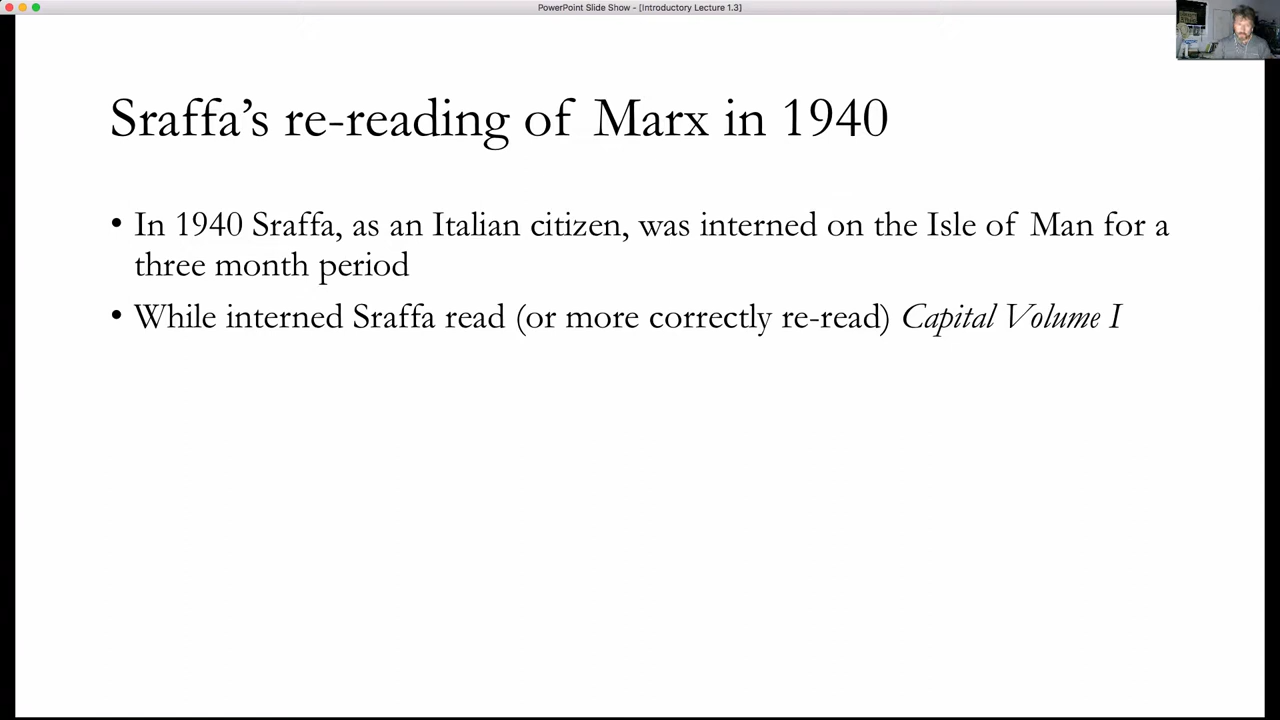 PowerPoint Slide Show - [Introductory Lecture 1.3]
Sraffa’s re-reading of Marx in 1940
• In 1940 Sraffa, as an Italian citizen, was interned on the Isle of Man for a
three month period
• While interned Sraffa read (or more correctly re-read) Capital Volume I